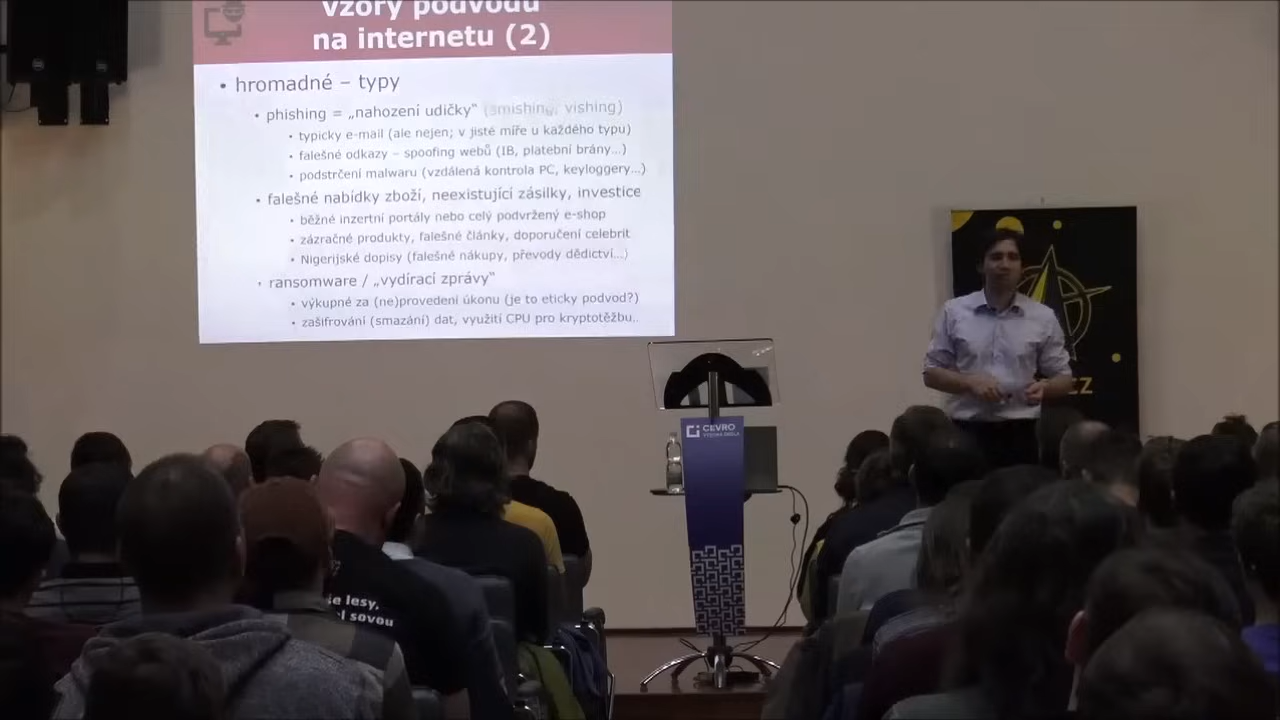 vzory podvodů
na internetu (2)
• hromadné – typy
• phishing = „nahození udičky“ (smishing, vishing)
• typicky e-mail (ale nejen; v jisté míře u každého typu)
• falešné odkazy – spoofing webů (IB, platební brány...)
• podstrčení malwaru (vzdálená kontrola PC, keyloggery...)
• falešné nabídky zboží, neexistující zásilky, investice
• běžné inzertní portály nebo celý podvržený e-shop
• zázračné produkty, falešné články, doporučení celebrit
• Nigerijské dopisy (falešné nákupy, převody dědictví...)
• ransomware / „vydírací zprávy“
• výkupné za (ne)provedení úkonu (je to eticky podvod?)
• zašifrování (smazání) dat, využití CPU pro kryptotěžbu..
CZ
CEVRO
VYSOKÁ ŠKOLA
še lesy,
l sovou